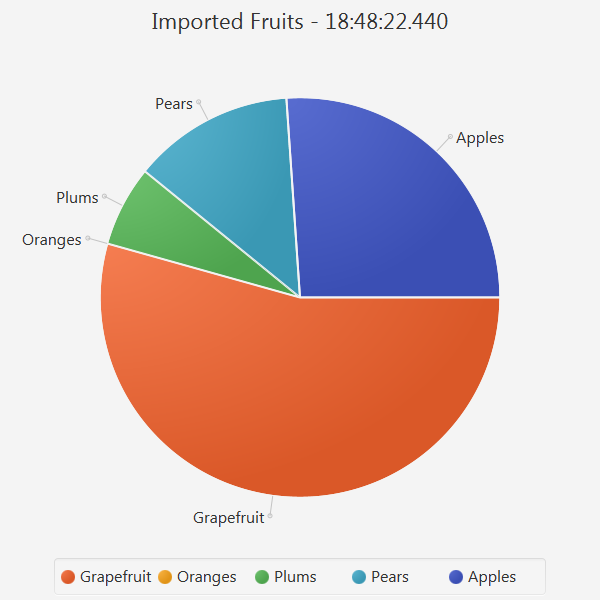 Imported Fruits - 18:48:22.440
Pears
Apples
Plums
Oranges
Grapefruit
Grapefruit Oranges Plums Pears Apples